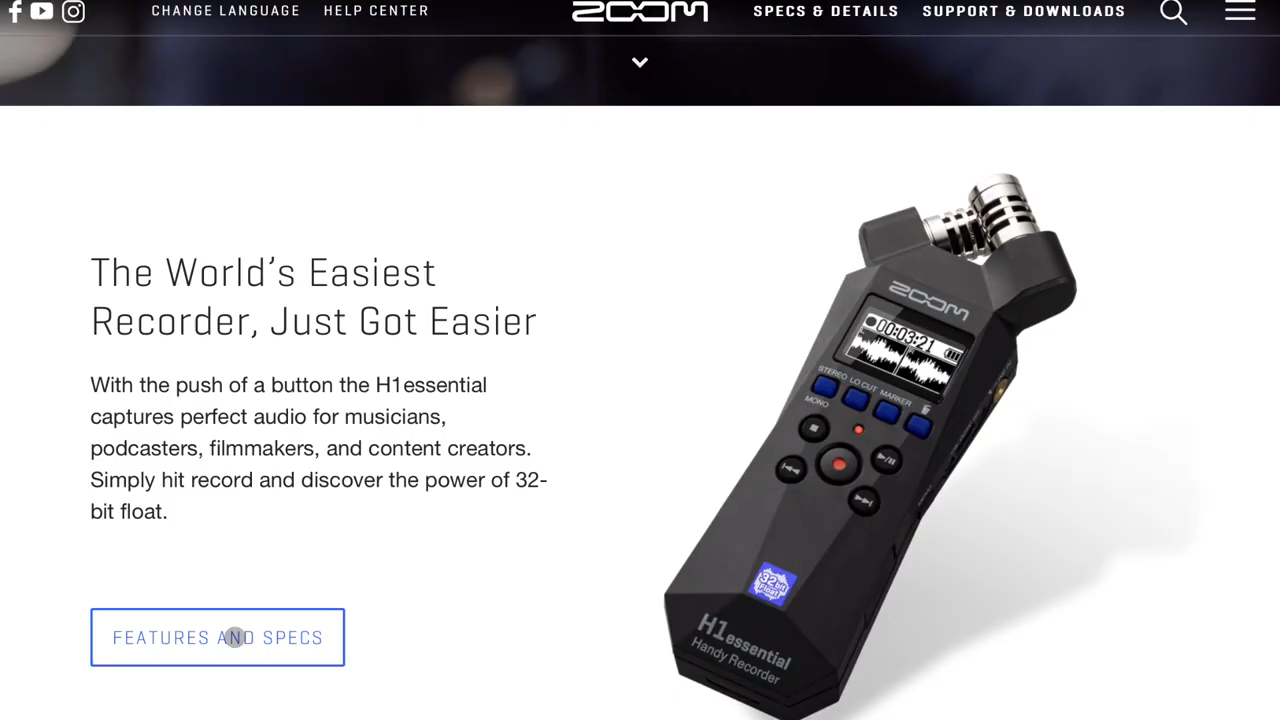 CHANGE LANGUAGE HELP CENTER ZOOM SPECS & DETAILS SUPPORT & DOWNLOADS
The World’s Easiest
Recorder, Just Got Easier
With the push of a button the H1essential
captures perfect audio for musicians,
podcasters, filmmakers, and content creators.
Simply hit record and discover the power of 32-
bit float.
FEATURES AND SPECS
ZOOM
00:03:21
STEREO LO CUT MARKER
MONO
32bit
Float
H1essential
Handy Recorder